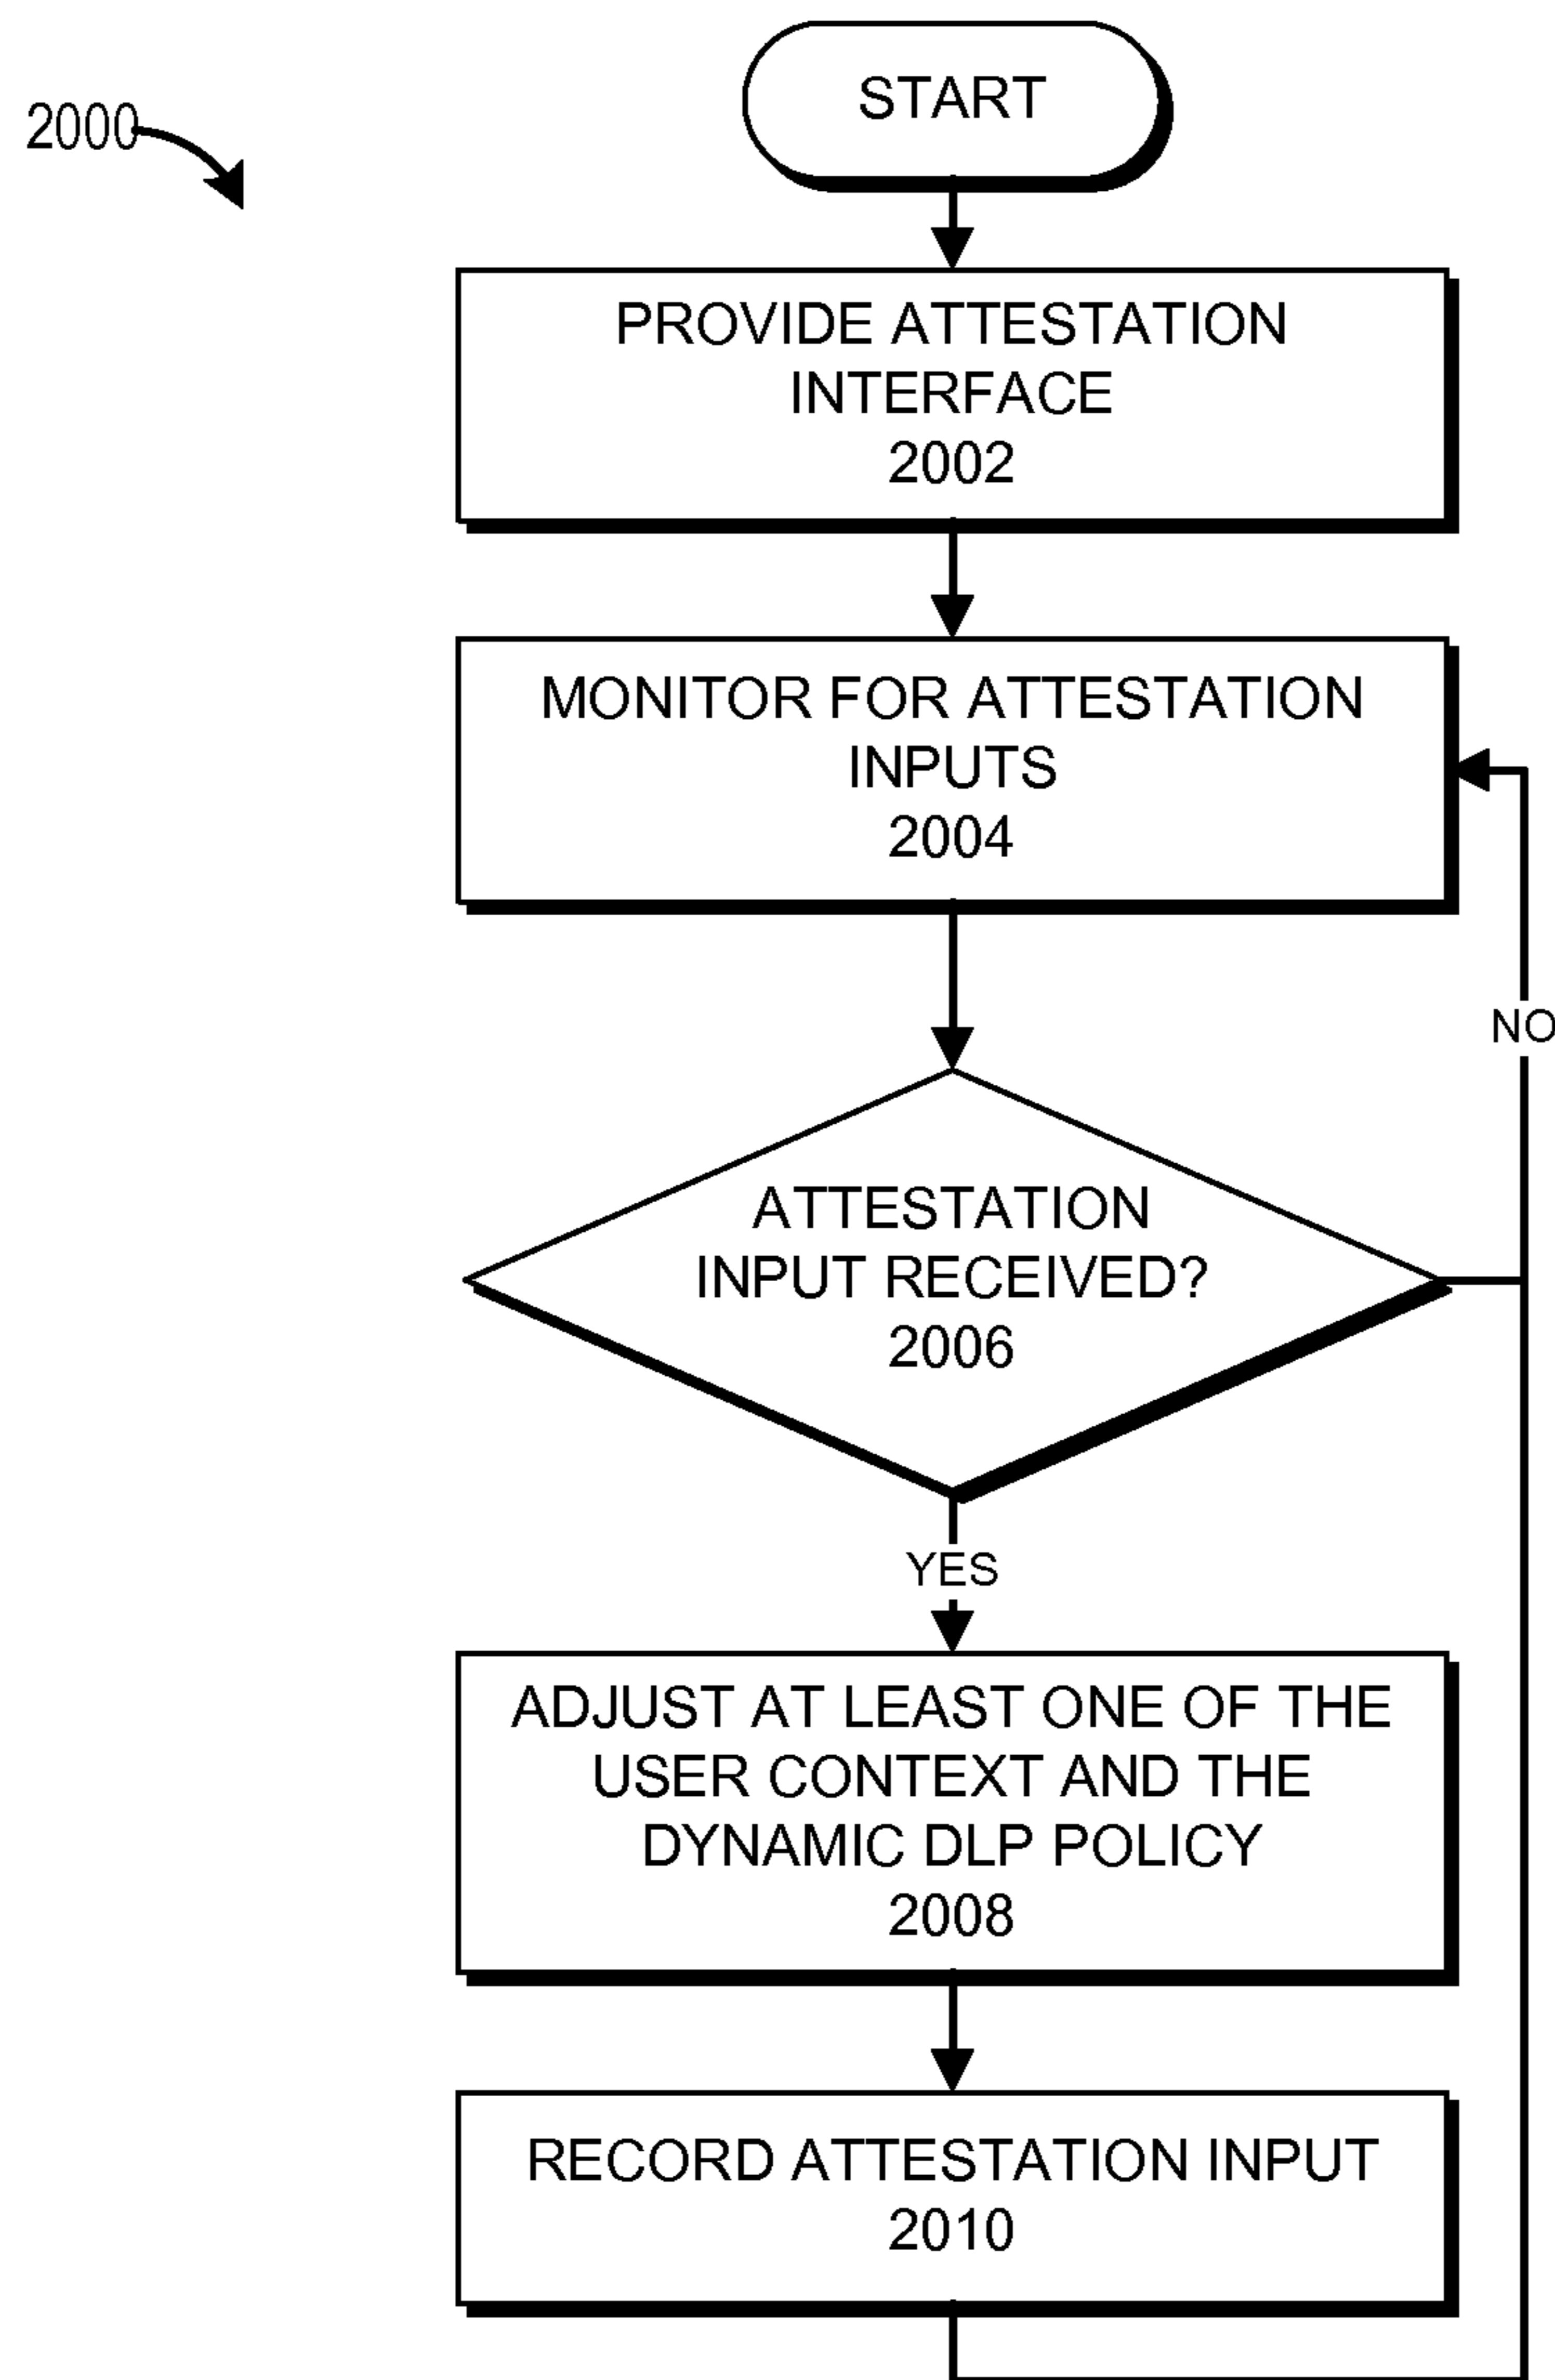 2000
START
PROVIDE ATTESTATION
INTERFACE
2002
MONITOR FOR ATTESTATION
INPUTS
2004
NO
ATTESTATION
INPUT RECEIVED?
2006
YES
ADJUST AT LEAST ONE OF THE
USER CONTEXT AND THE
DYNAMIC DLP POLICY
2008
RECORD ATTESTATION INPUT
2010